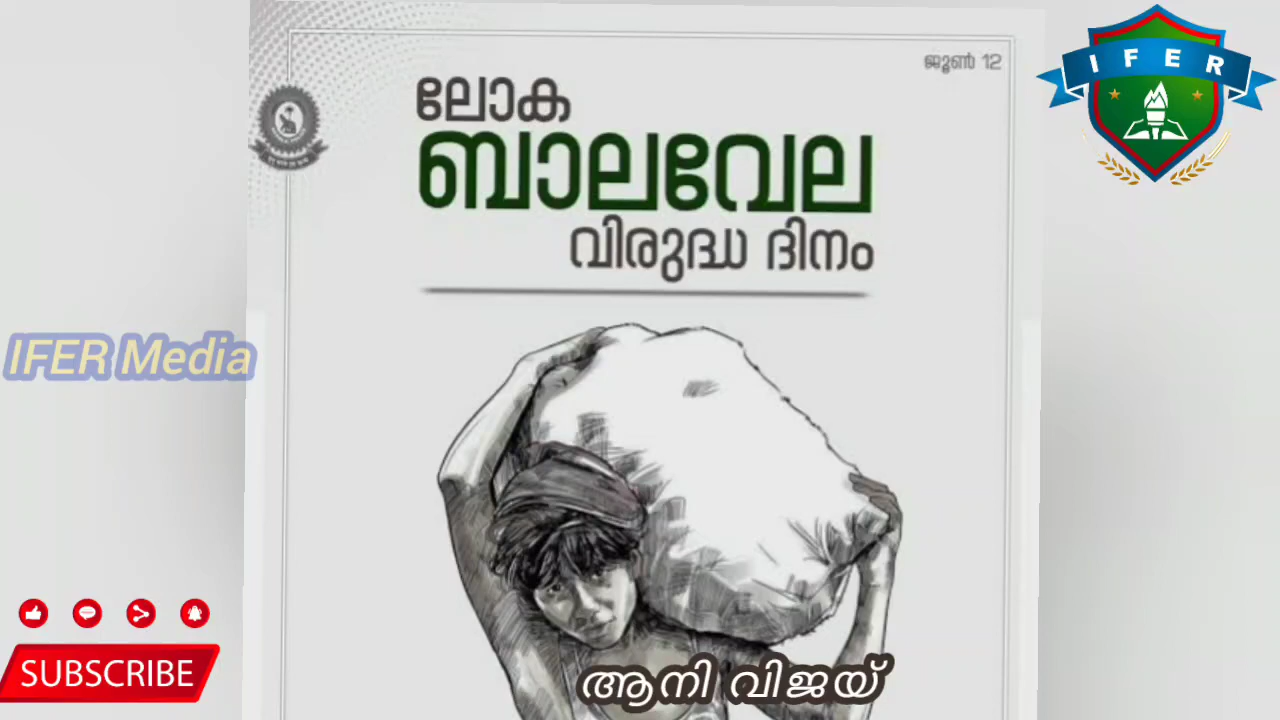 ജൂൺ 12
I F E R
ലോക
ബാലവേല
വിരുദ്ധ ദിനം
IFER Media
SUBSCRIBE
ആനി വിജയ്